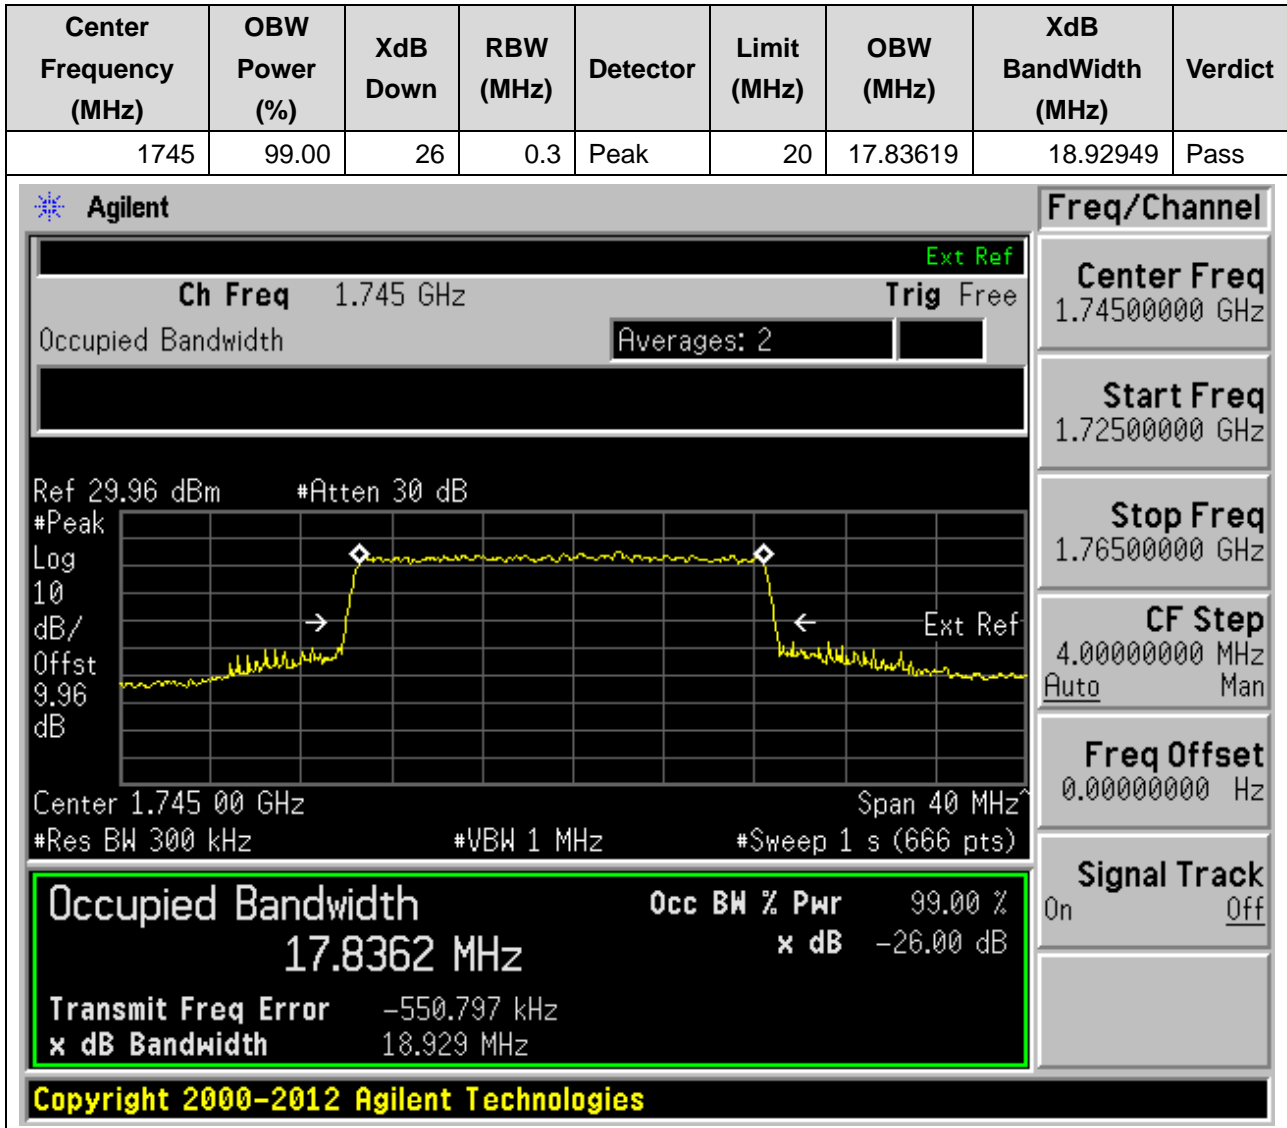 Center Frequency (MHz) OBW Power (%) XdB Down RBW (MHz) Detector Limit (MHz) OBW (MHz) XdB BandWidth (MHz) Verdict
1745 99.00 26 0.3 Peak 20 17.83619 18.92949 Pass
Agilent
Freq/Channel
Ext Ref
Ch Freq 1.745 GHz Trig Free
Occupied Bandwidth Averages: 2
Ref 29.96 dBm #Atten 30 dB
#Peak
Log
10
dB/
Offst
9.96
dB
Ext Ref
Center 1.745 00 GHz Span 40 MHz^
#Res BW 300 kHz #VBW 1 MHz #Sweep 1 s (666 pts)
Occupied Bandwidth Occ BW % Pwr 99.00 %
17.8362 MHz x dB -26.00 dB
Transmit Freq Error -550.797 kHz
x dB Bandwidth 18.929 MHz
Center Freq
1.74500000 GHz
Start Freq
1.72500000 GHz
Stop Freq
1.76500000 GHz
CF Step
4.00000000 MHz
Auto Man
Freq Offset
0.00000000 Hz
Signal Track
On Off
Copyright 2000-2012 Agilent Technologies